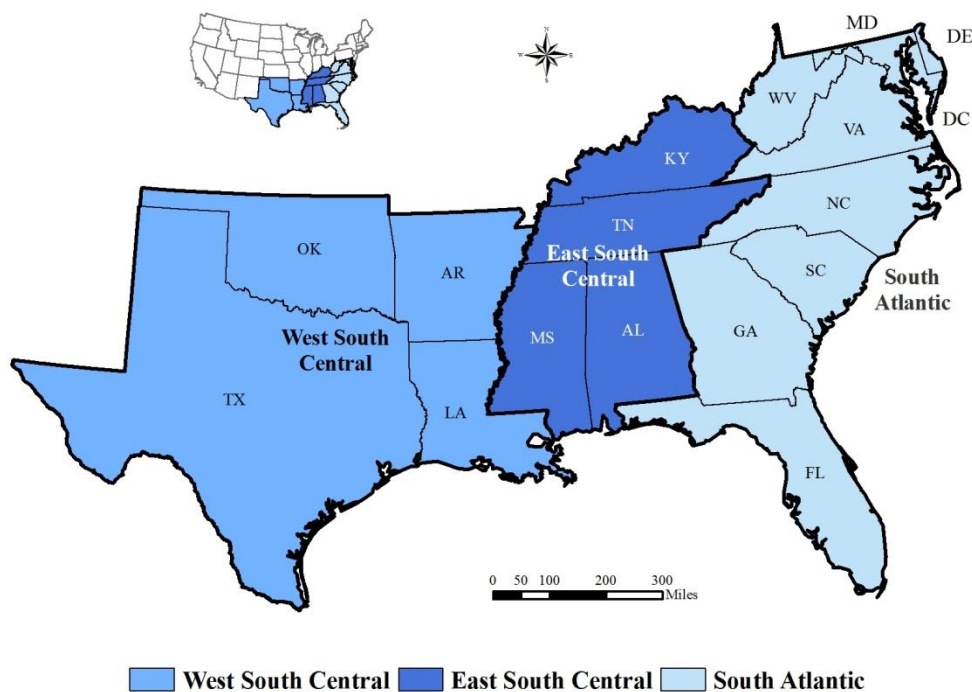 MD
DE
WV
DC
VA
KY
NC
TN
OK
AR
East South
Central
SC
South
Atlantic
West South
Central
MS
AL
GA
TX
LA
FL
0 50 100 200 300
Miles
West South Central East South Central South Atlantic